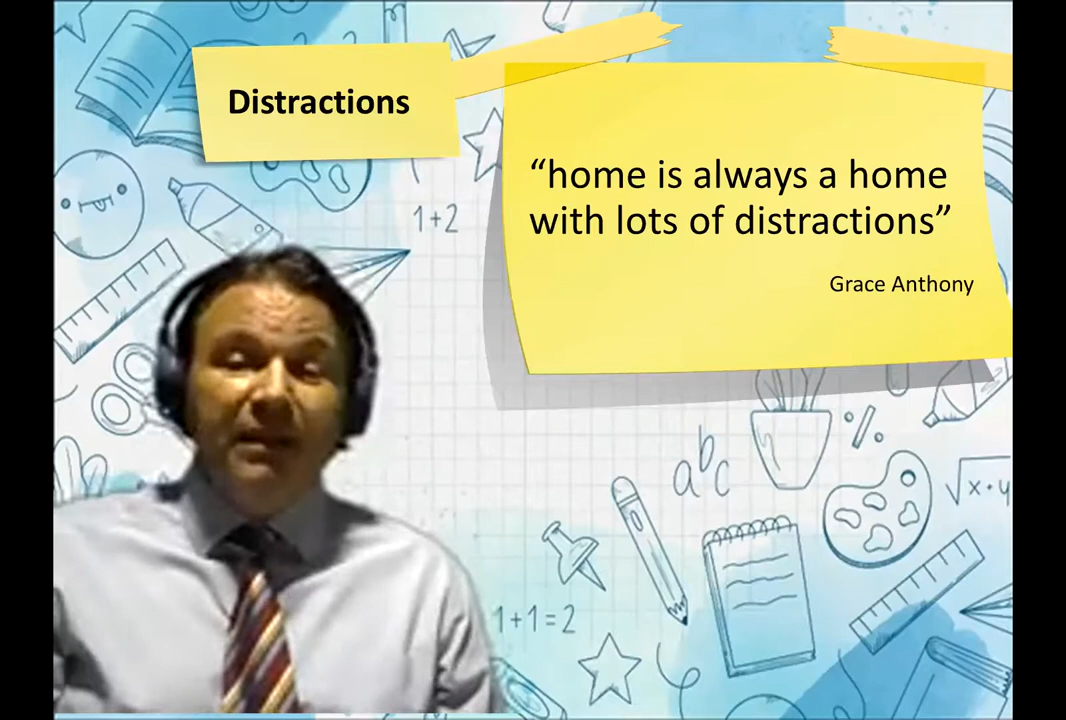 Distractions
“home is always a home
with lots of distractions”
Grace Anthony
1+2
abc
%
√x+y
1+1=2